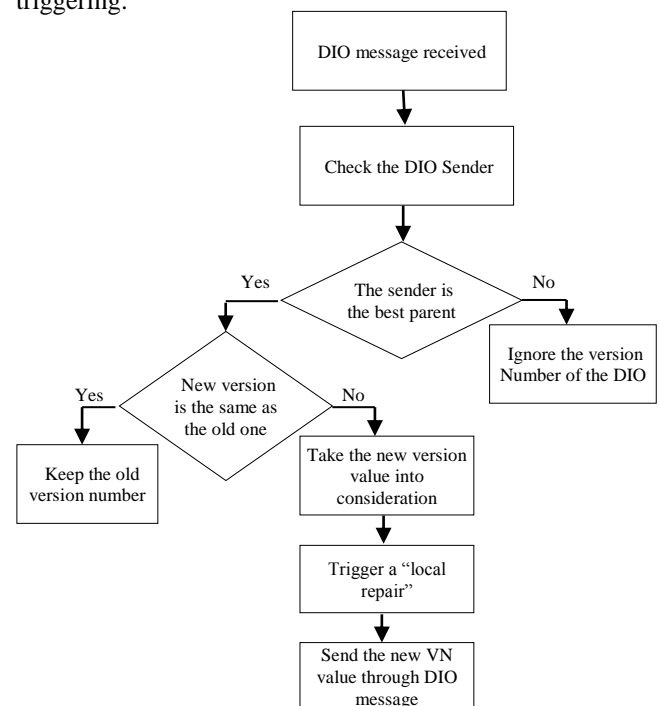 triggering.
DIO message received
Check the DIO Sender
Yes
The sender is
the best parent
No
Ignore the version
Number of the DIO
Yes
New version
is the same as
the old one
No
Keep the old
version number
Take the new version
value into
consideration
Trigger a “local
repair”
Send the new VN
value through DIO
message